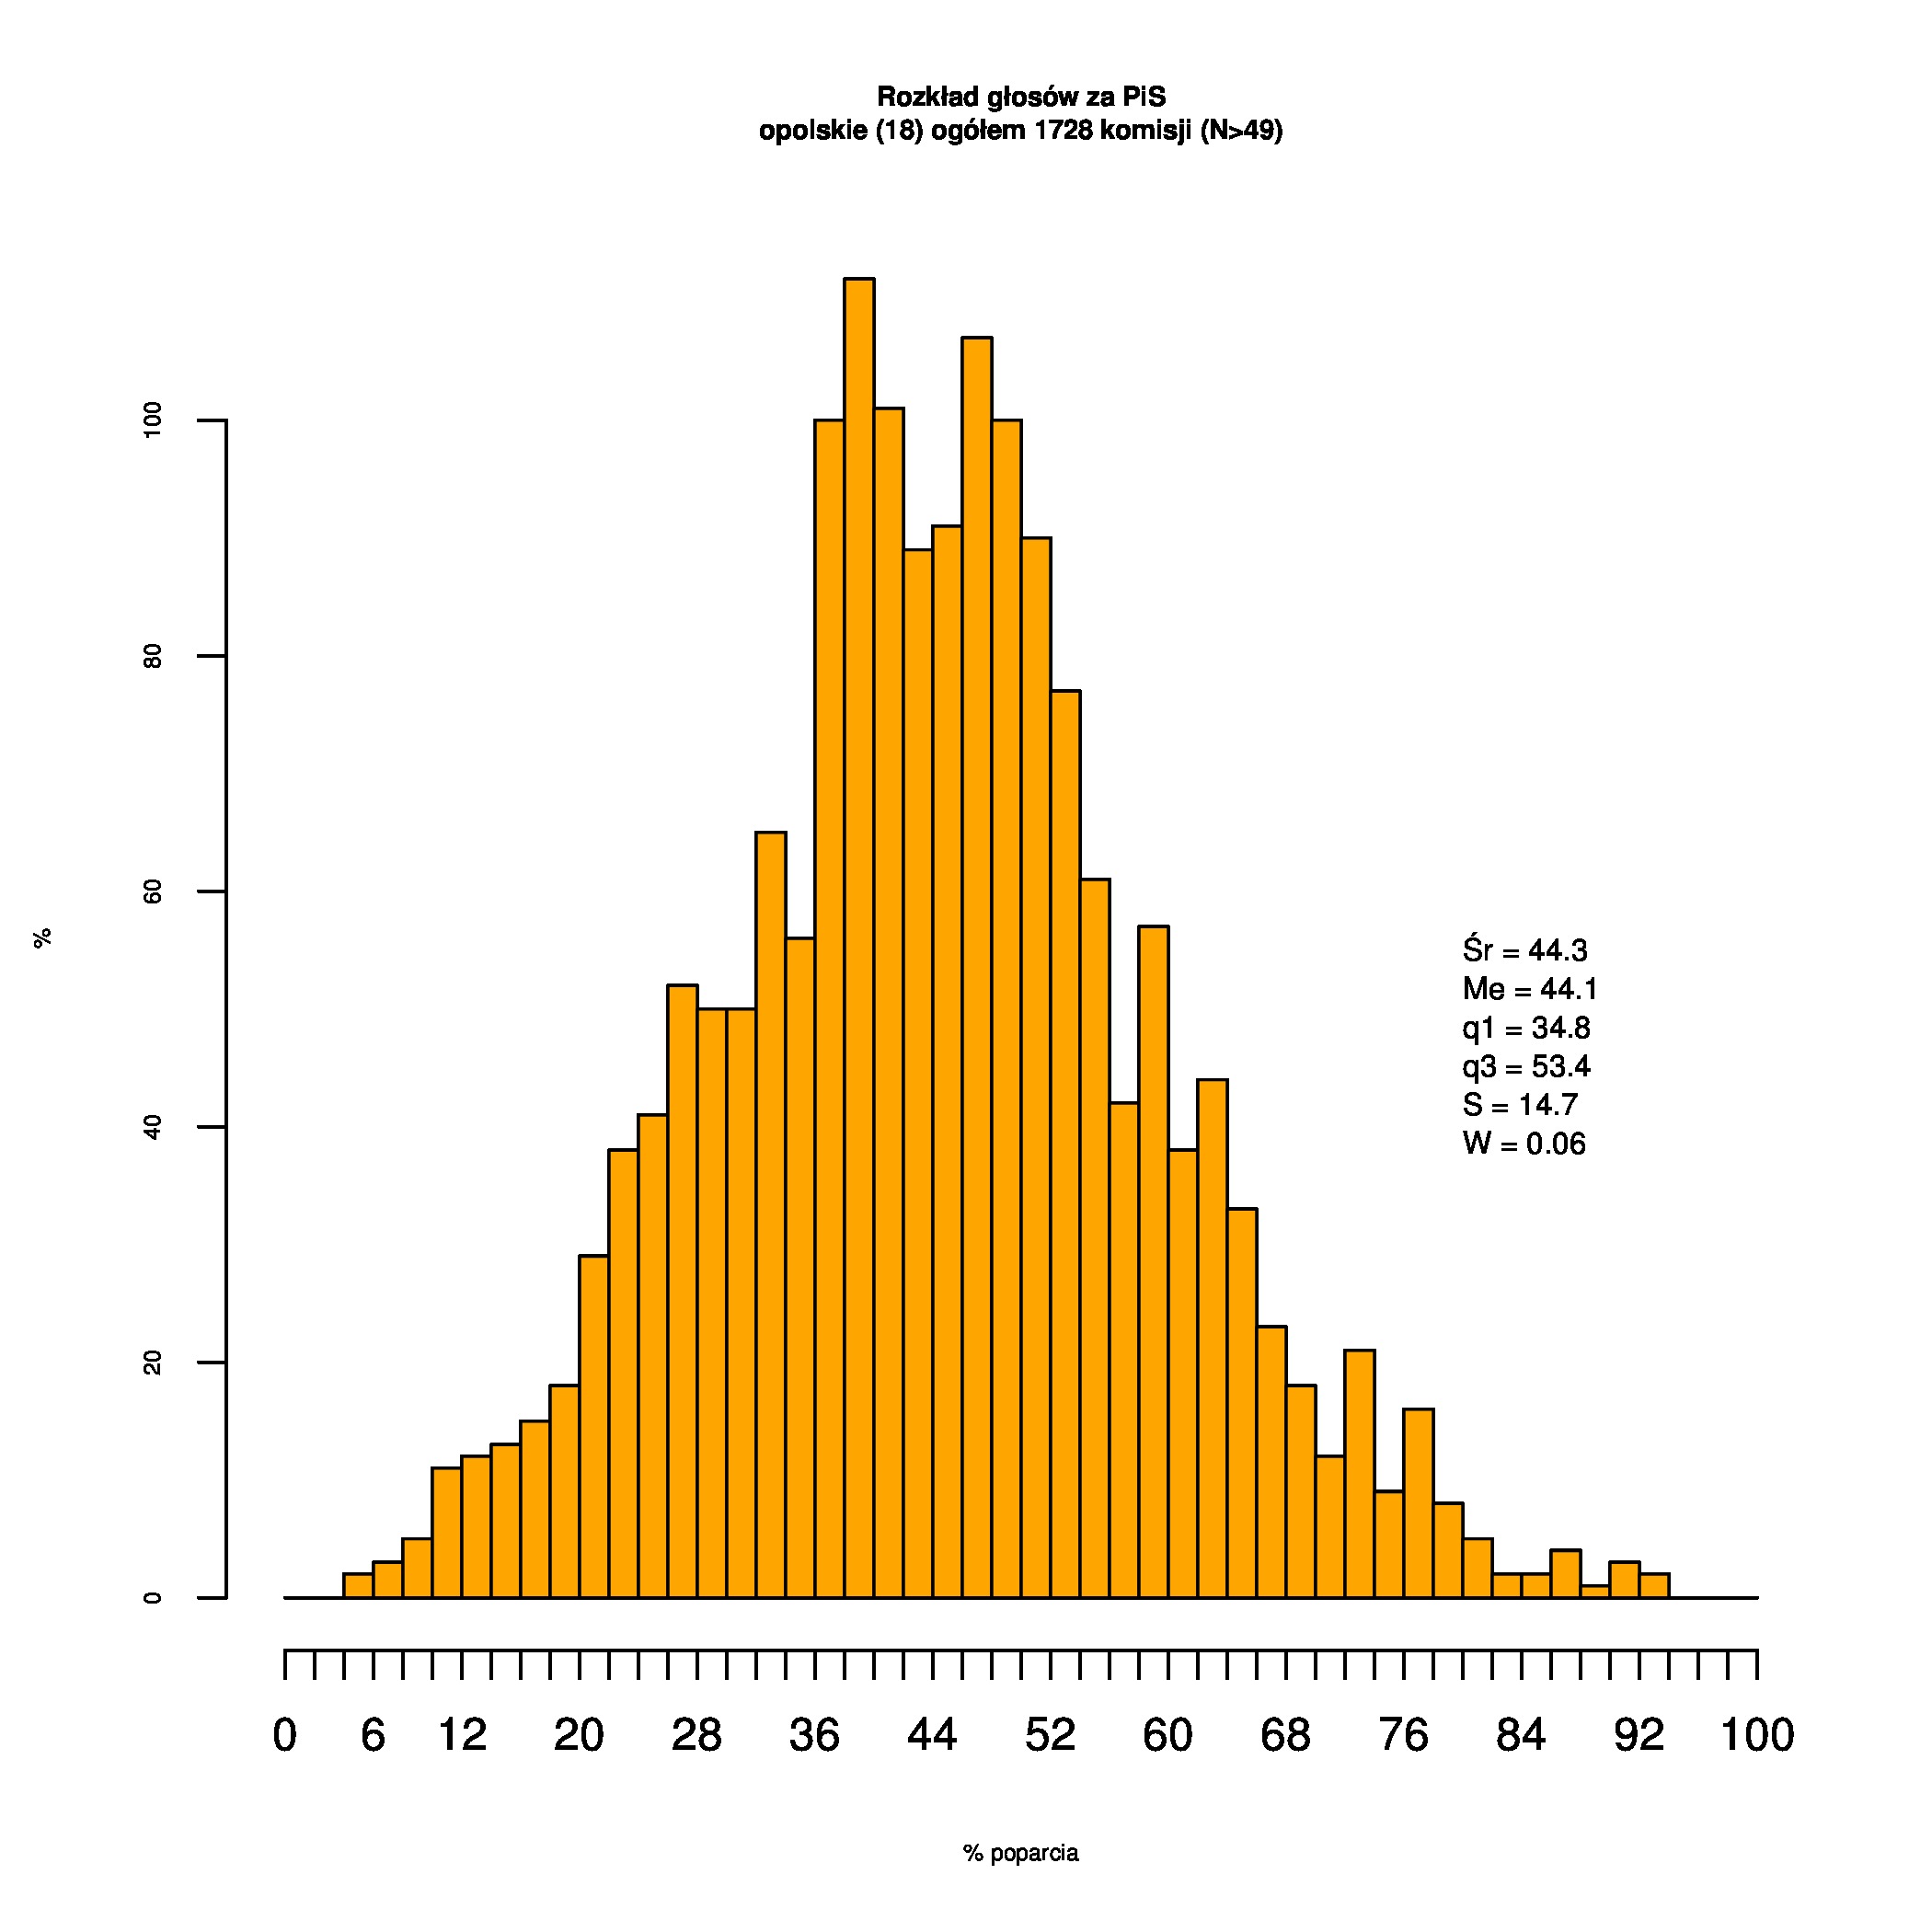 Rozkład głosów za PiS
opolskie (18) ogółem 1728 komisji (N>49)
%
100
80
60
40
20
0
Śr = 44.3
Me = 44.1
q1 = 34.8
q3 = 53.4
S = 14.7
W = 0.06
0 6 12 20 28 36 44 52 60 68 76 84 92 100
% poparcia